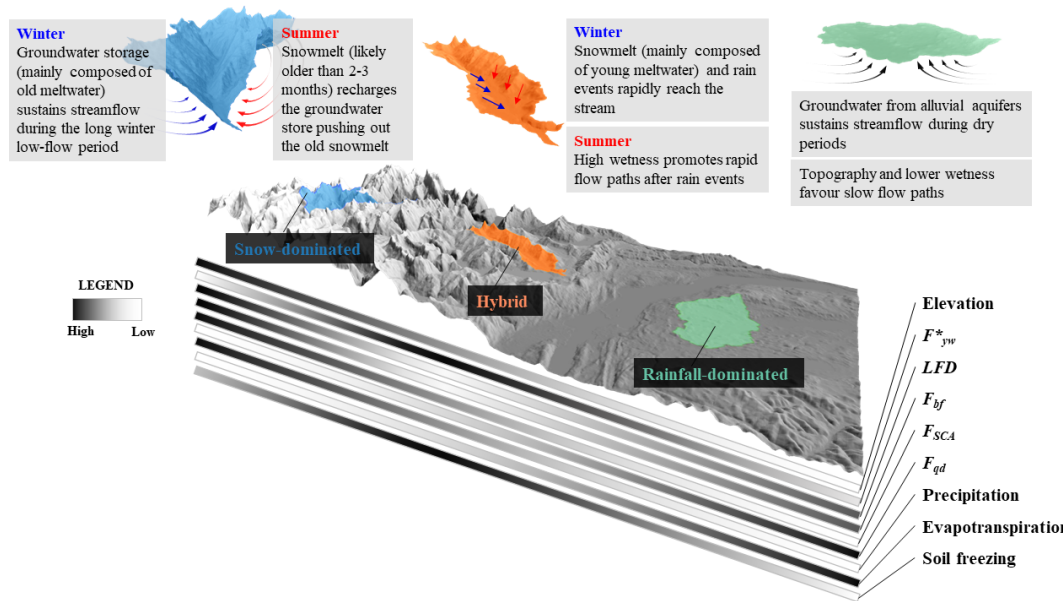 Winter
Groundwater storage
(mainly composed of
old meltwater)
sustains streamflow
during the long winter
low-flow period
Summer
Snowmelt (likely
older than 2-3
months) recharges
the groundwater
store pushing out
the old snowmelt
Winter
Snowmelt (mainly composed
of young meltwater) and rain
events rapidly reach the
stream
Summer
High wetness promotes rapid
flow paths after rain events
Groundwater from alluvial aquifers
sustains streamflow during dry
periods
Topography and lower wetness
favour slow flow paths
Snow-dominated
Hybrid
Rainfall-dominated
LEGEND
High Low
Elevation
F*yw
LFD
Fbf
FSCA
Fqd
Precipitation
Evapotranspiration
Soil freezing